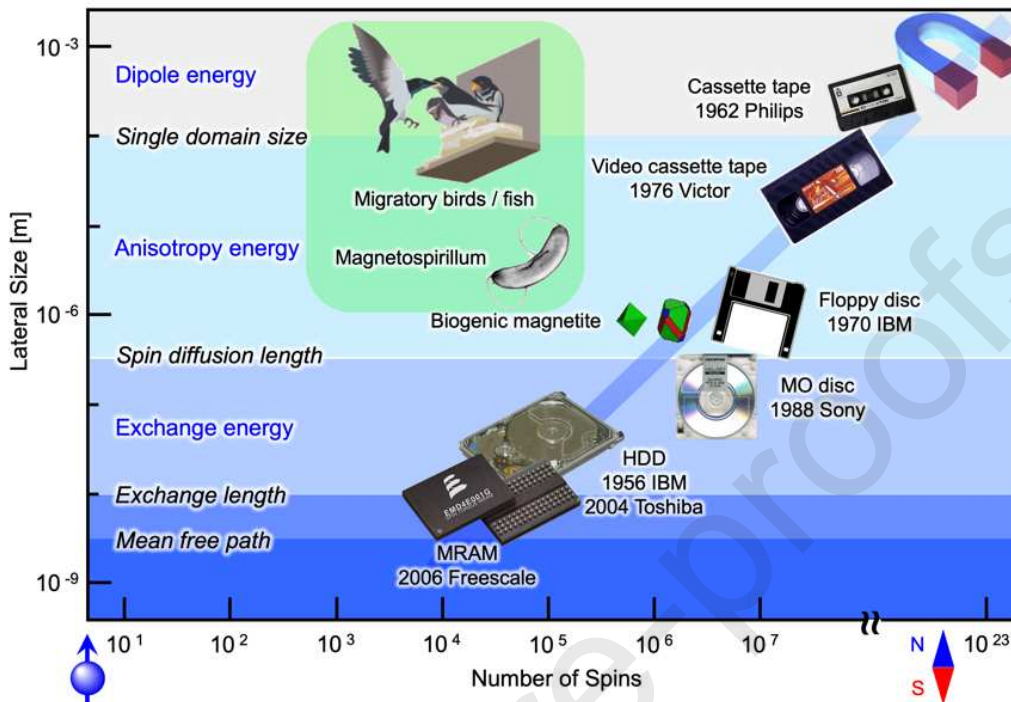 10-3
Dipole energy
Cassette tape
1962 Philips
Single domain size
Video cassette tape
1976 Victor
Migratory birds / fish
Lateral Size [m]
Anisotropy energy
Magnetospirillum
10-6
Biogenic magnetite
Floppy disc
1970 IBM
Spin diffusion length
MO disc
1988 Sony
Exchange energy
HDD
1956 IBM
2004 Toshiba
Exchange length
EMD4E001G
Mean free path
MRAM
2006 Freescale
10-9
101 102 103 104 105 106 107 1023
Number of Spins
N
S
e-proofs